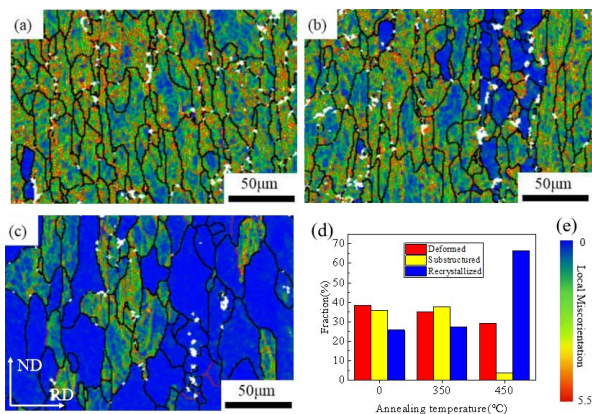 (a)
50μm
(b)
50μm
(c)
ND
RD
50μm
(d)
Deformed
Substructured
Recrystallized
Fraction(%)
70
60
50
40
30
20
10
0
0
350
450
Annealing temperature(℃)
(e)
0
Local Miscorientation
5.5